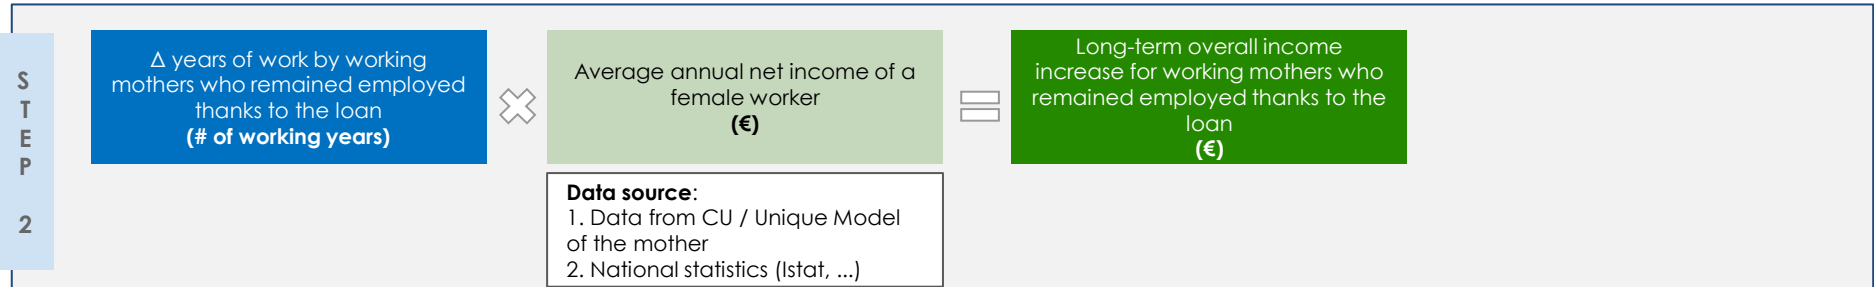 S
T
E
P
2
Δ years of work by working
mothers who remained employed
thanks to the loan
(# of working years)
Average annual net income of a
female worker
(€)
Long-term overall income
increase for working mothers who
remained employed thanks to the
loan
(€)
Data source:
1. Data from CU / Unique Model
of the mother
2. National statistics (Istat, ...)